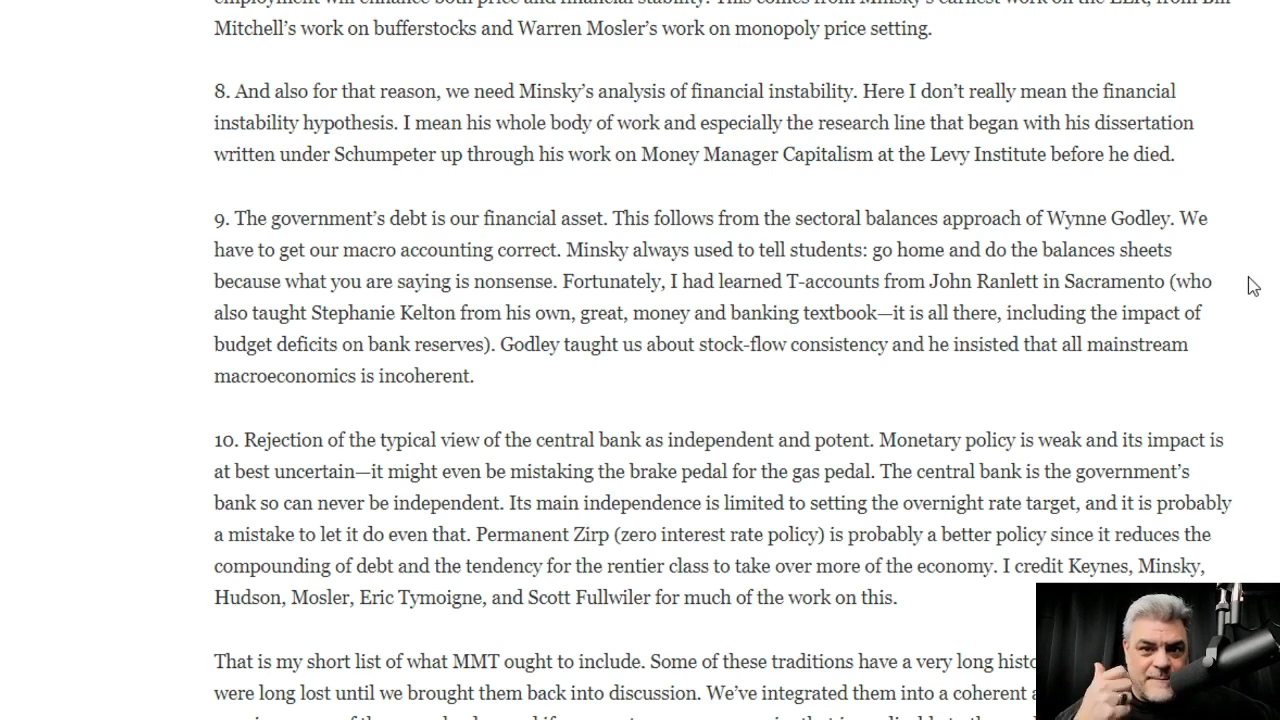 employment will enhance both price and financial stability. This comes from Minsky's earliest work on the ELR, from Bill
Mitchell's work on bufferstocks and Warren Mosler's work on monopoly price setting.
8. And also for that reason, we need Minsky's analysis of financial instability. Here I don't really mean the financial
instability hypothesis. I mean his whole body of work and especially the research line that began with his dissertation
written under Schumpeter up through his work on Money Manager Capitalism at the Levy Institute before he died.
9. The government's debt is our financial asset. This follows from the sectoral balances approach of Wynne Godley. We
have to get our macro accounting correct. Minsky always used to tell students: go home and do the balances sheets
because what you are saying is nonsense. Fortunately, I had learned T-accounts from John Ranlett in Sacramento (who
also taught Stephanie Kelton from his own, great, money and banking textbook—it is all there, including the impact of
budget deficits on bank reserves). Godley taught us about stock-flow consistency and he insisted that all mainstream
macroeconomics is incoherent.
10. Rejection of the typical view of the central bank as independent and potent. Monetary policy is weak and its impact is
at best uncertain—it might even be mistaking the brake pedal for the gas pedal. The central bank is the government's
bank so can never be independent. Its main independence is limited to setting the overnight rate target, and it is probably
a mistake to let it do even that. Permanent Zirp (zero interest rate policy) is probably a better policy since it reduces the
compounding of debt and the tendency for the rentier class to take over more of the economy. I credit Keynes, Minsky,
Hudson, Mosler, Eric Tymoigne, and Scott Fullwiler for much of the work on this.
That is my short list of what MMT ought to include. Some of these traditions have a very long histo
were long lost until we brought them back into discussion. We've integrated them into a coherent a